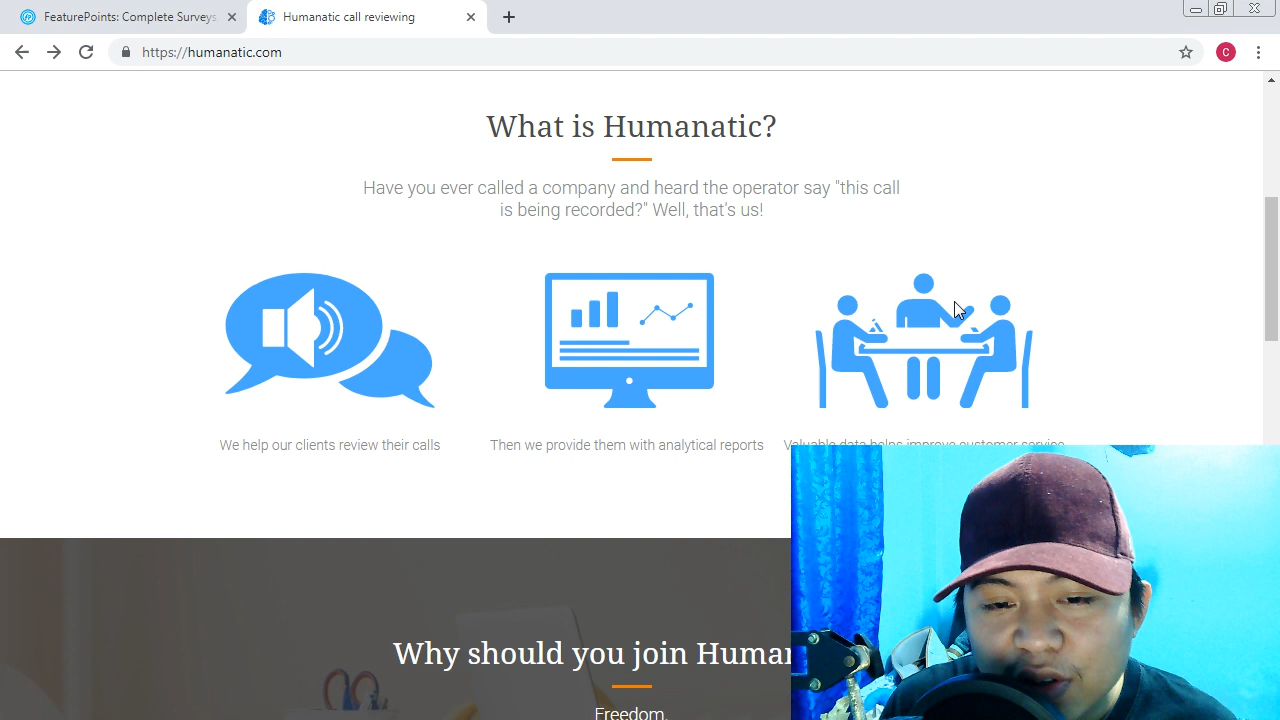 FeaturePoints: Complete Surveys
Humanatic call reviewing
https://humanatic.com
C
What is Humanatic?
Have you ever called a company and heard the operator say "this call
is being recorded?" Well, that's us!
We help our clients review their calls
Then we provide them with analytical reports
Valuable data helps improve customer service
Why should you join Human
Freedom.